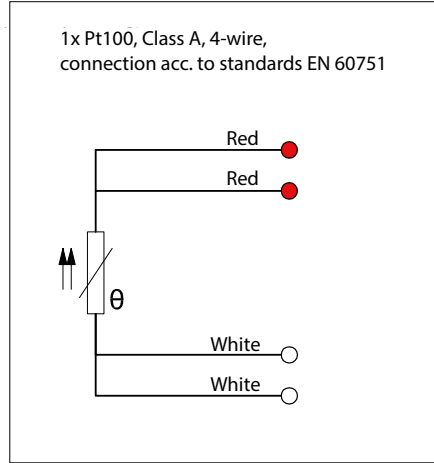 1x Pt100, Class A, 4-wire,
connection acc. to standards EN 60751
Red
Red
θ
White
White